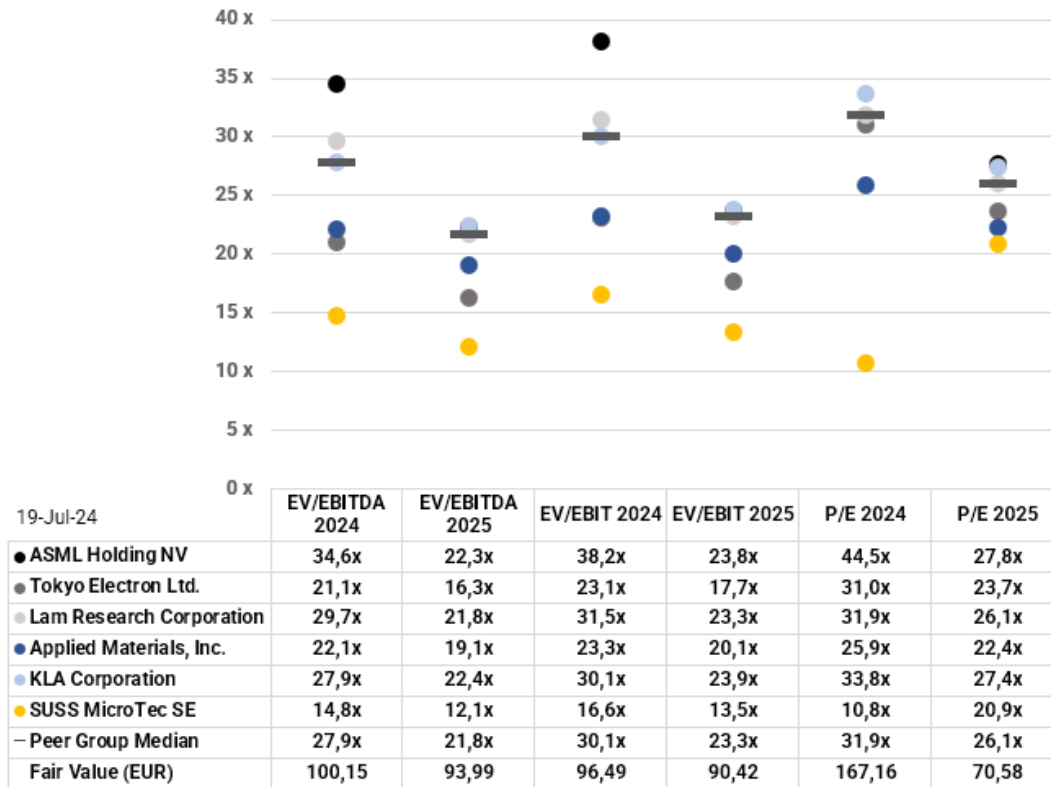 40 x
35 x
30 x
25 x
20 x
15 x
10 x
5 x
0 x
19-Jul-24 EV/EBITDA 2024 EV/EBITDA 2025 EV/EBIT 2024 EV/EBIT 2025 P/E 2024 P/E 2025
ASML Holding NV 34,6x 22,3x 38,2x 23,8x 44,5x 27,8x
Tokyo Electron Ltd. 21,1x 16,3x 23,1x 17,7x 31,0x 23,7x
Lam Research Corporation 29,7x 21,8x 31,5x 23,3x 31,9x 26,1x
Applied Materials, Inc. 22,1x 19,1x 23,3x 20,1x 25,9x 22,4x
KLA Corporation 27,9x 22,4x 30,1x 23,9x 33,8x 27,4x
SUSS MicroTec SE 14,8x 12,1x 16,6x 13,5x 10,8x 20,9x
Peer Group Median 27,9x 21,8x 30,1x 23,3x 31,9x 26,1x
Fair Value (EUR) 100,15 93,99 96,49 90,42 167,16 70,58